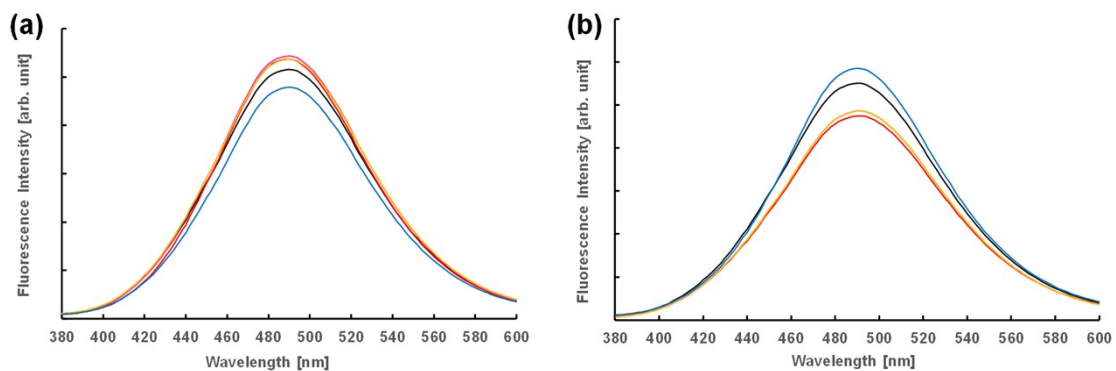 (a)
Fluorescence Intensity [arb. unit]
380 400 420 440 460 480 500 520 540 560 580 600
Wavelength [nm]
(b)
Fluorescence Intensity [arb. unit]
380 400 420 440 460 480 500 520 540 560 580 600
Wavelength [nm]